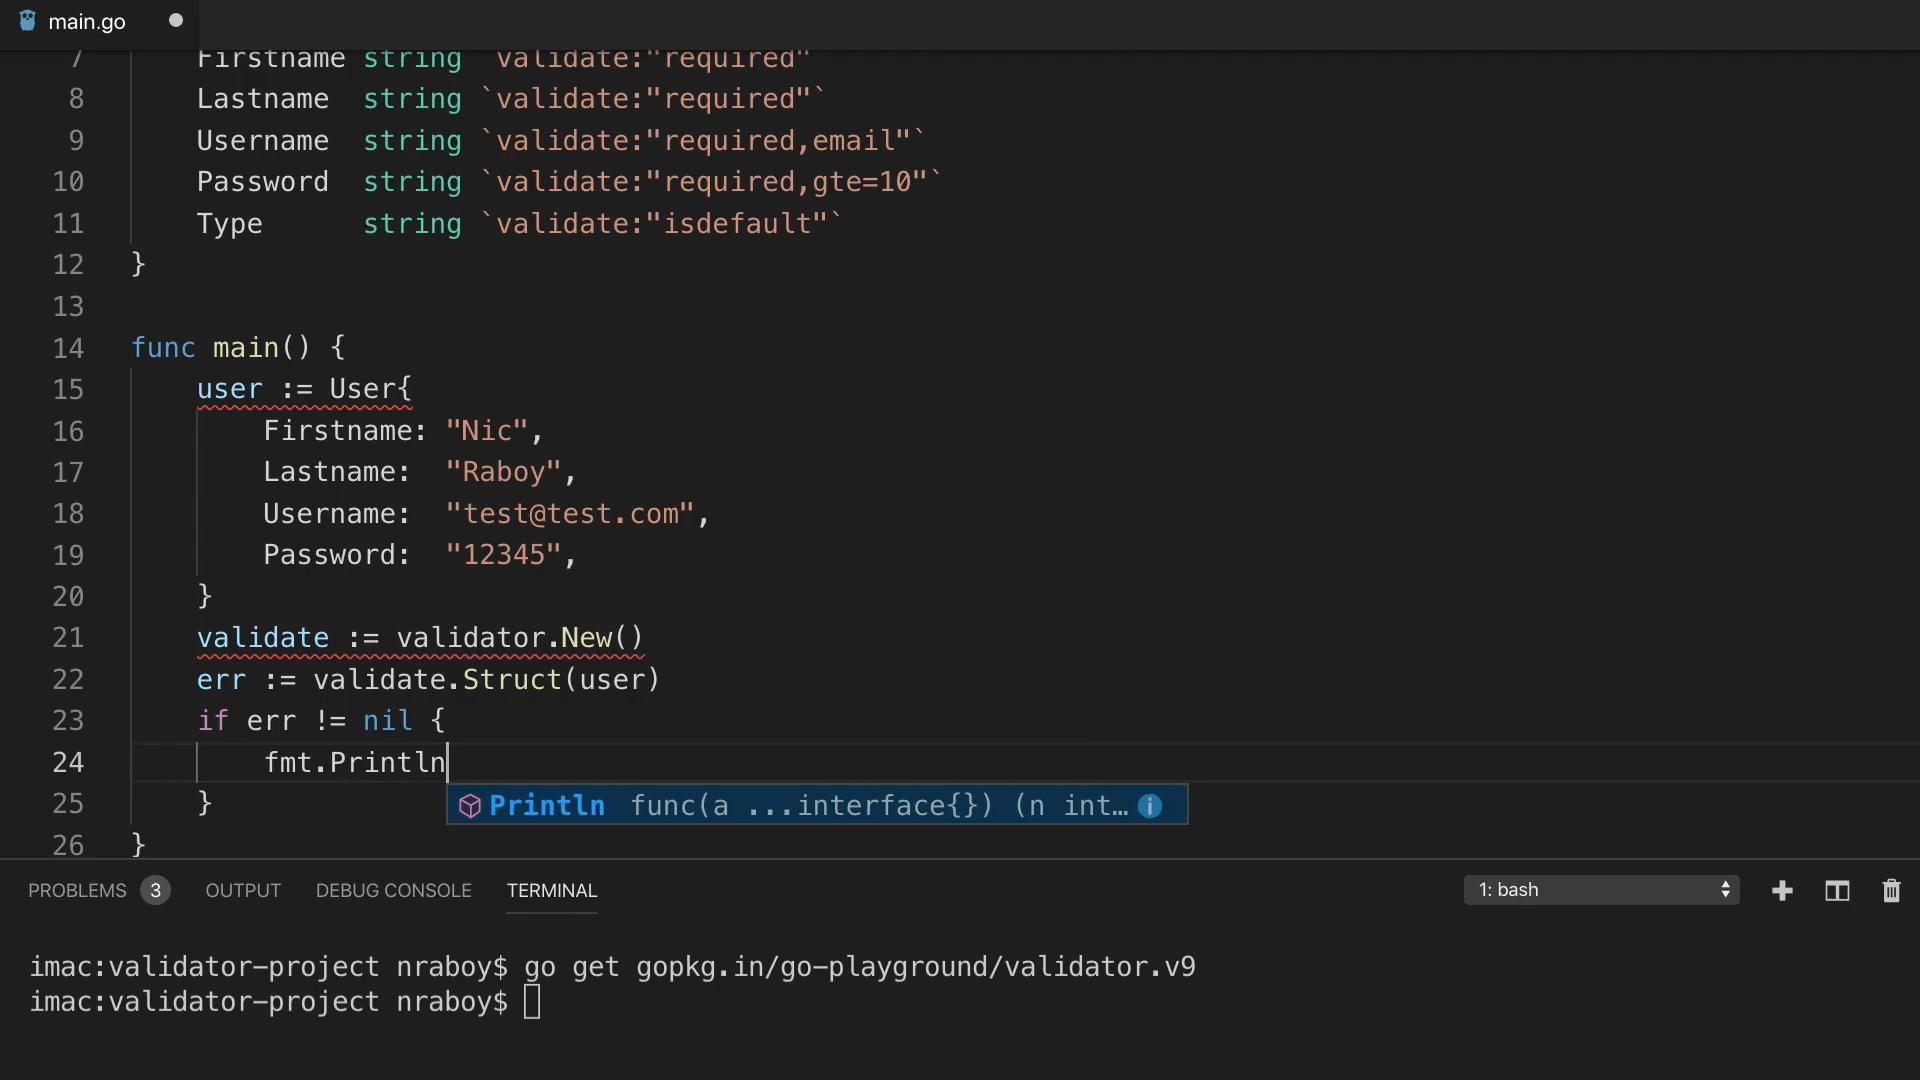 main.go
7 Firstname string `validate:"required"`
8 Lastname string `validate:"required"`
9 Username string `validate:"required,email"`
10 Password string `validate:"required,gte=10"`
11 Type string `validate:"isdefault"`
12 }
13
14 func main() {
15 user := User{
16 Firstname: "Nic",
17 Lastname: "Raboy",
18 Username: "test@test.com",
19 Password: "12345",
20 }
21 validate := validator.New()
22 err := validate.Struct(user)
23 if err != nil {
24 fmt.Println
Println func(a ...interface{}) (n int…
25 }
26 }
PROBLEMS 3 OUTPUT DEBUG CONSOLE TERMINAL 1: bash
imac:validator-project nraboy$ go get gopkg.in/go-playground/validator.v9
imac:validator-project nraboy$